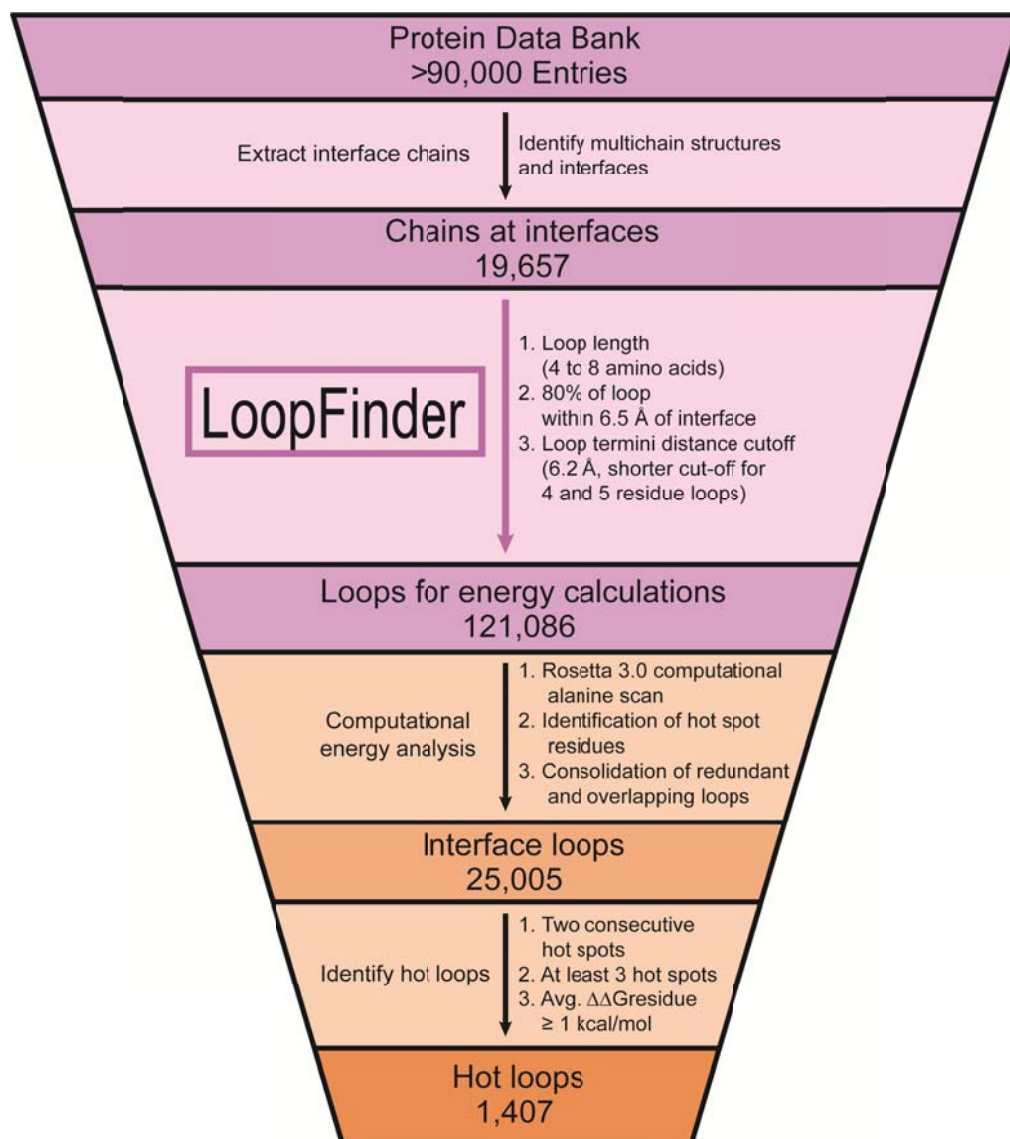 Protein Data Bank
>90,000 Entries
Extract interface chains
Identify multichain structures
and interfaces
Chains at interfaces
19,657
LoopFinder
1. Loop length
(4 to 8 amino acids)
2. 80% of loop
within 6.5 Å of interface
3. Loop termini distance cutoff
(6.2 Å, shorter cut-off for
4 and 5 residue loops)
Loops for energy calculations
121,086
Computational
energy analysis
1. Rosetta 3.0 computational
alanine scan
2. Identification of hot spot
residues
3. Consolidation of redundant
and overlapping loops
Interface loops
25,005
Identify hot loops
1. Two consecutive
hot spots
2. At least 3 hot spots
3. Avg. ΔΔGresidue
≥ 1 kcal/mol
Hot loops
1,407